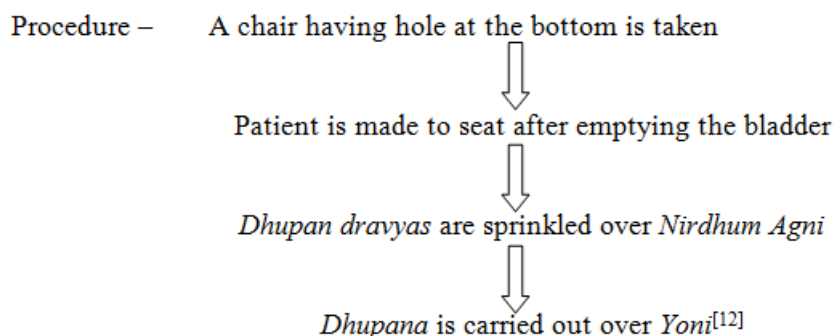 Procedure – A chair having hole at the bottom is taken
Patient is made to seat after emptying the bladder
Dhupan dravyas are sprinkled over Nirdhum Agni
Dhupana is carried out over Yoni[12]